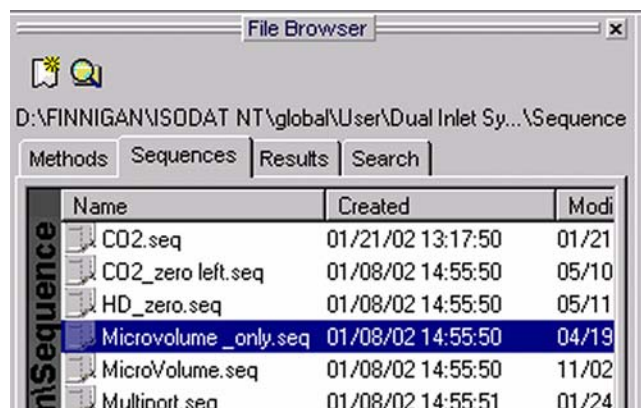 File Browser
D:\FINNIGAN\ISODAT NT\global\User\Dual Inlet Sy...\Sequence
Methods Sequences Results Search
Name Created Modi
CO2.seq 01/21/02 13:17:50 01/21
CO2_zero left.seq 01/08/02 14:55:50 05/10
HD_zero.seq 01/08/02 14:55:50 05/11
Microvolume _only.seq 01/08/02 14:55:50 04/19
MicroVolume.seq 01/08/02 14:55:50 11/02
Multiport.seq 01/08/02 14:55:51 01/24
n\Sequence